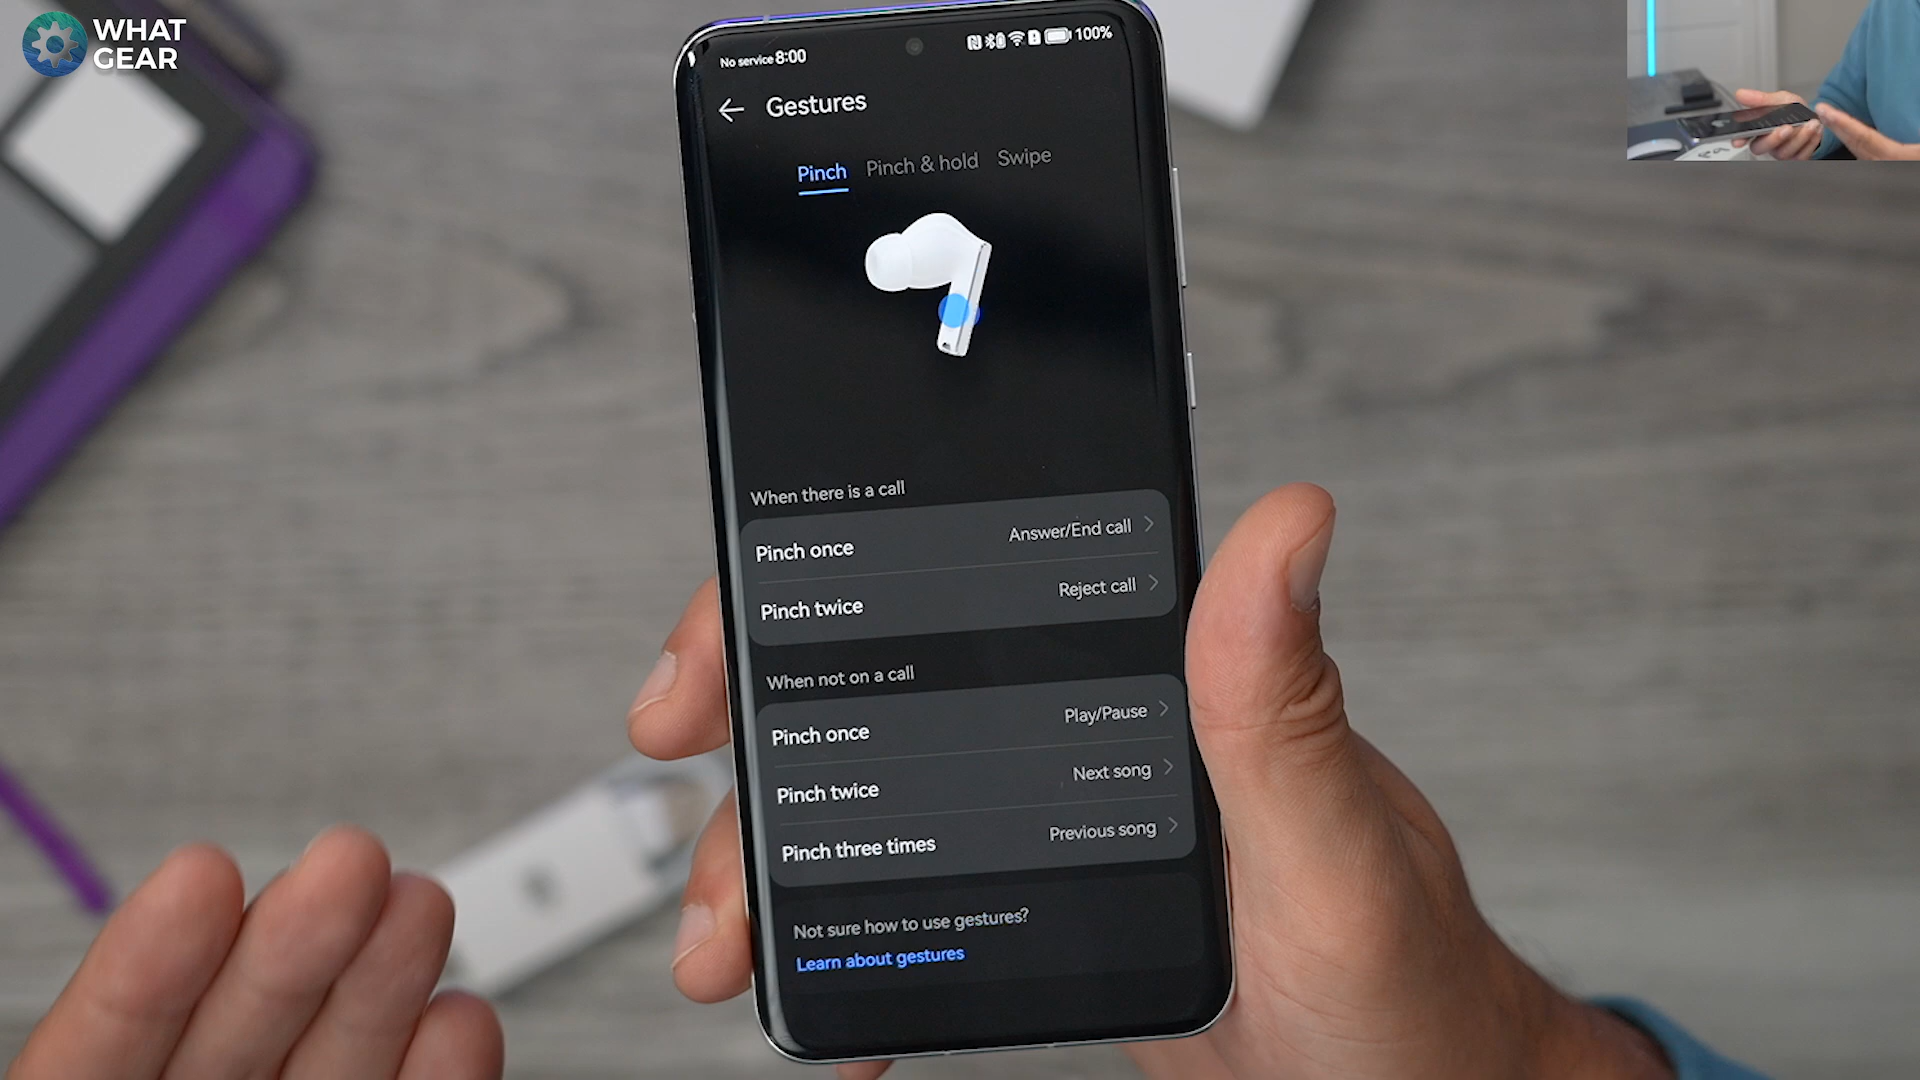 WHAT
GEAR
No service 8:00
100%
Gestures
Pinch
Pinch & hold
Swipe
When there is a call
Pinch once
Answer/End call
Pinch twice
Reject call
When not on a call
Pinch once
Play/Pause
Pinch twice
Next song
Pinch three times
Previous song
Not sure how to use gestures?
Learn about gestures